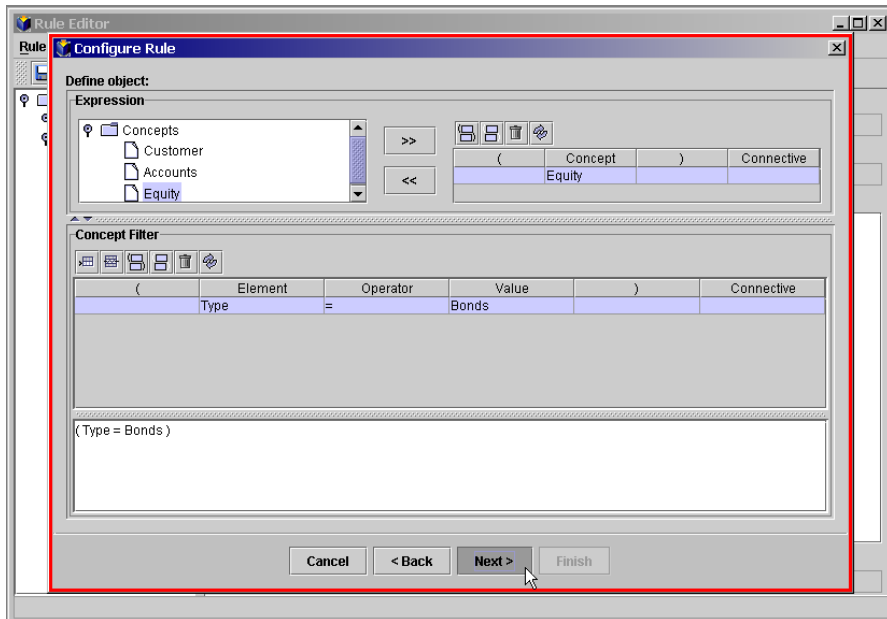 Rule Editor
Rule
Configure Rule
Define object:
Expression
Concepts
Customer
Accounts
Equity
>>
<<
( Concept ) Connective
Equity
Concept Filter
( Element Operator Value ) Connective
Type = Bonds
( Type = Bonds )
Cancel < Back Next > Finish